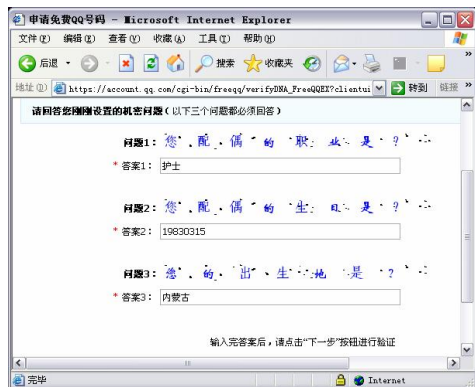 申请免费QQ号码 - Microsoft Internet Explorer
文件(F) 编辑(E) 查看(V) 收藏(A) 工具(T) 帮助(H)
后退 搜索 收藏夹 »
地址(D) https://account.qq.com/cgi-bin/freeqq/verifyDNA_FreeQQEX?clientui 转到 链接 »
请回答您刚刚设置的机密问题(以下三个问题都必须回答)
问题1: 您配偶的职业是?
* 答案1: 护士
问题2: 您配偶的生日是?
* 答案2: 19830315
问题3: 您的出生地是?
* 答案3: 内蒙古
输入完答案后,请点击“下一步”按钮进行验证
完毕 Internet